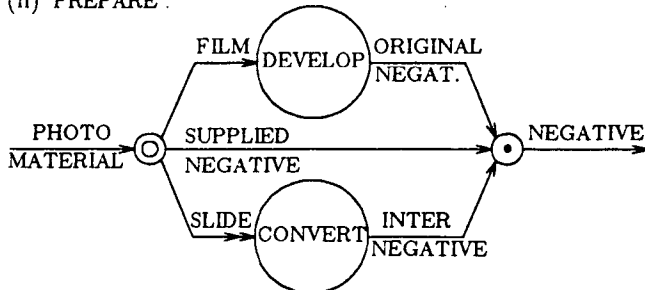 (ii) PREPARE :
FILM
DEVELOP
ORIGINAL
NEGAT.
PHOTO
MATERIAL
SUPPLIED
NEGATIVE
NEGATIVE
SLIDE
CONVERT
INTER
NEGATIVE